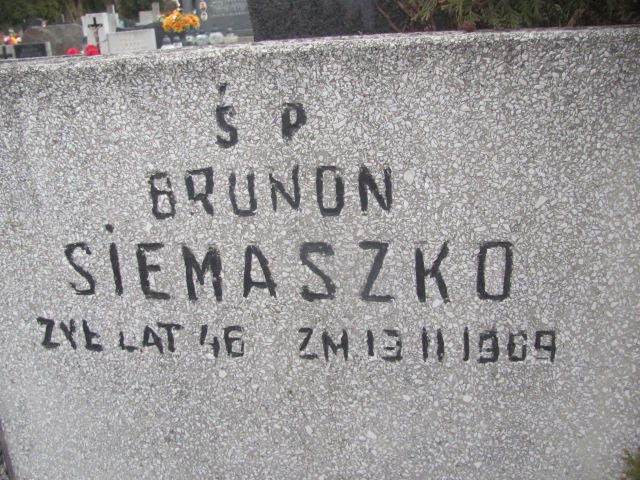 Ś P
BRUNON
SIEMASZKO
ŻYŁ LAT 46 ZM 13 II 1969